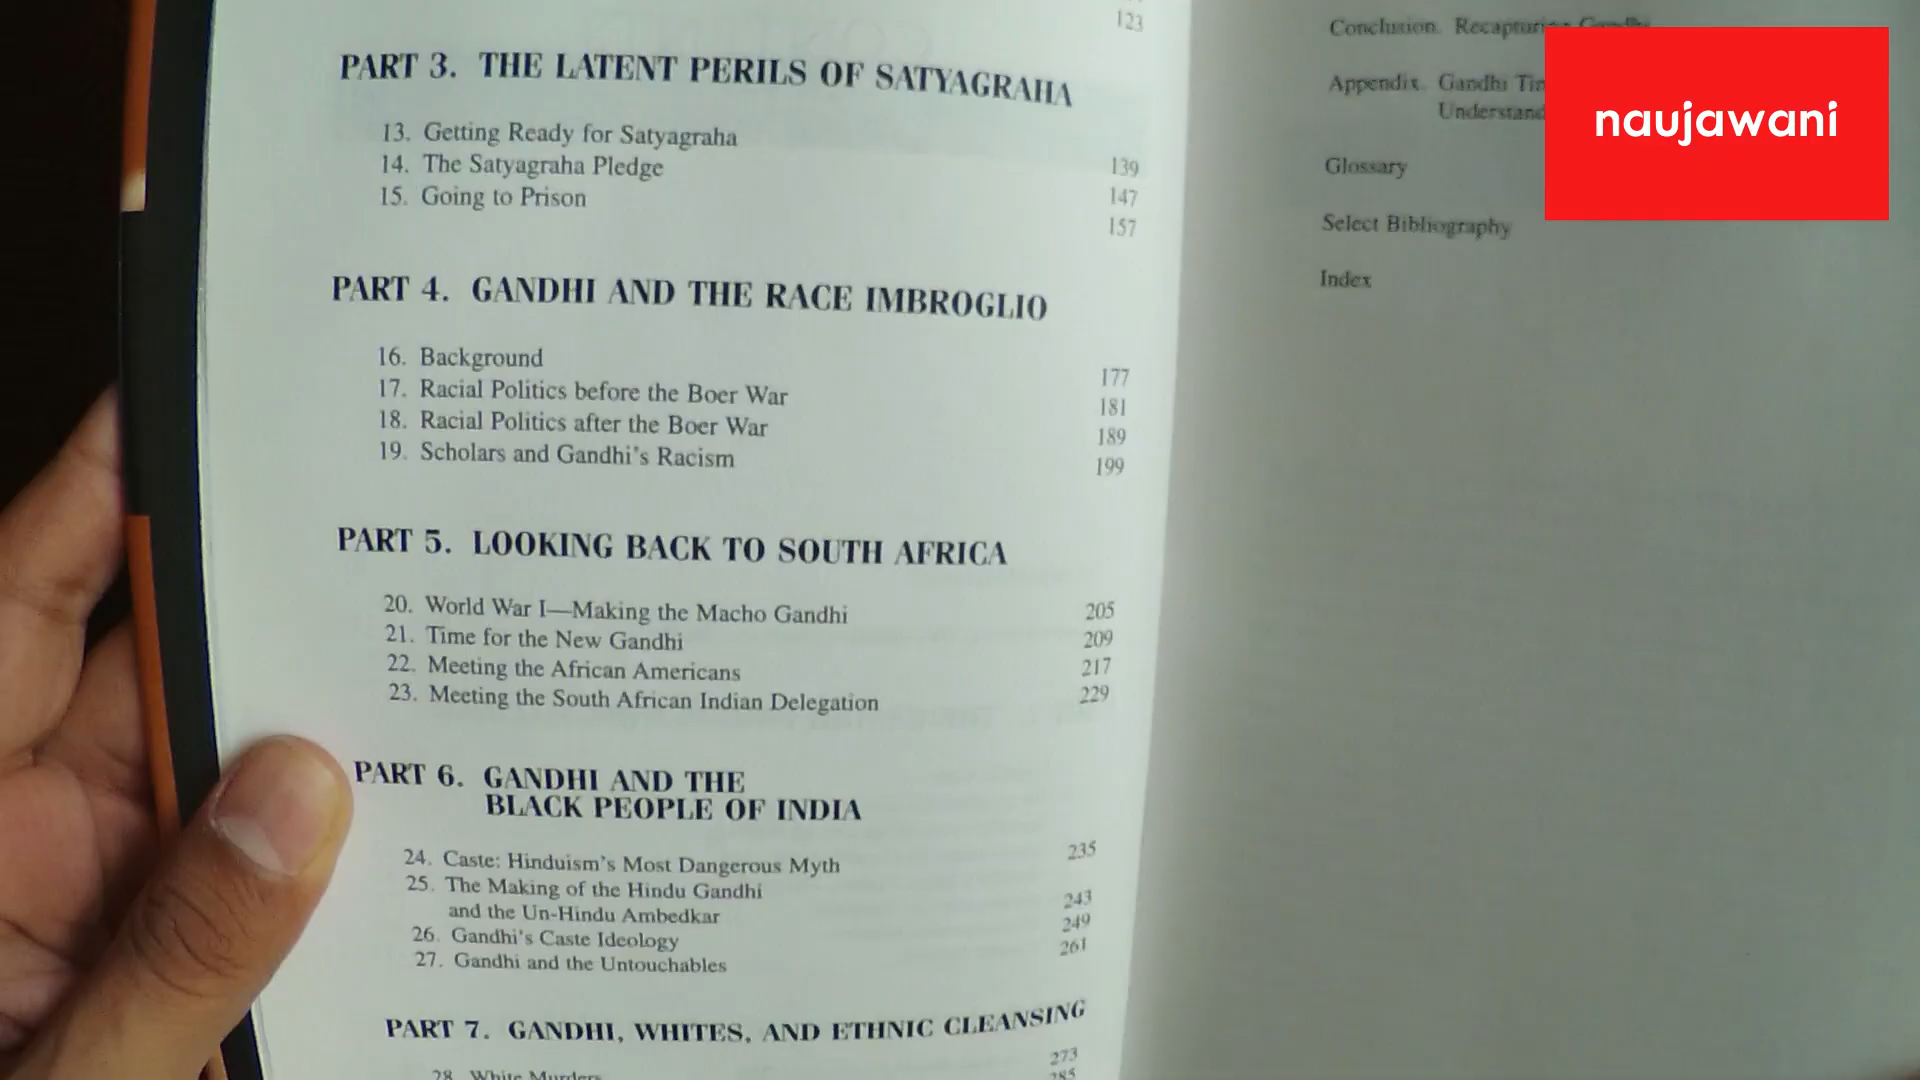 123
PART 3. THE LATENT PERILS OF SATYAGRAHA
13. Getting Ready for Satyagraha 139
14. The Satyagraha Pledge 147
15. Going to Prison 157
PART 4. GANDHI AND THE RACE IMBROGLIO
16. Background 177
17. Racial Politics before the Boer War 181
18. Racial Politics after the Boer War 189
19. Scholars and Gandhi's Racism 199
PART 5. LOOKING BACK TO SOUTH AFRICA
20. World War I—Making the Macho Gandhi 205
21. Time for the New Gandhi 209
22. Meeting the African Americans 217
23. Meeting the South African Indian Delegation 229
PART 6. GANDHI AND THE
BLACK PEOPLE OF INDIA
24. Caste: Hinduism's Most Dangerous Myth 235
25. The Making of the Hindu Gandhi
and the Un-Hindu Ambedkar 243
26. Gandhi's Caste Ideology 249
27. Gandhi and the Untouchables 261
PART 7. GANDHI, WHITES, AND ETHNIC CLEANSING
28. White Murders 273
285
Conclusion. Recapturing Gandhi
Appendix. Gandhi
Glossary
Select Bibliography
Index
naujawani